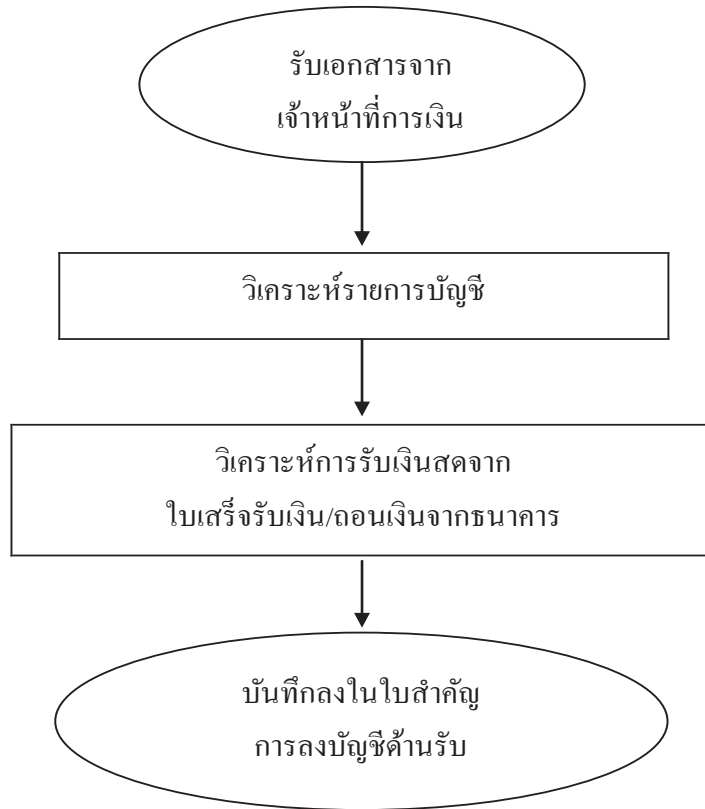 รับเอกสารจาก
เจ้าหน้าที่การเงิน
วิเคราะห์รายการบัญชี
วิเคราะห์การรับเงินสดจาก
ใบเสร็จรับเงิน/ถอนเงินจากธนาคาร
บันทึกลงในใบสำคัญ
การลงบัญชีด้านรับ